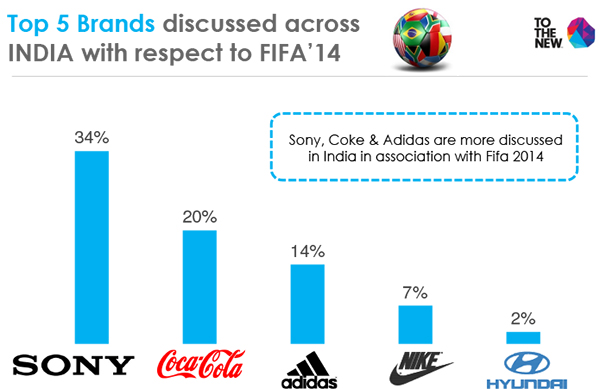 Top 5 Brands discussed across
INDIA with respect to FIFA'14
TO
THE
NEW
Sony, Coke & Adidas are more discussed
in India in association with Fifa 2014
34%
20%
14%
7%
2%
SONY
Coca-Cola
adidas
NIKE
HYUNDAI